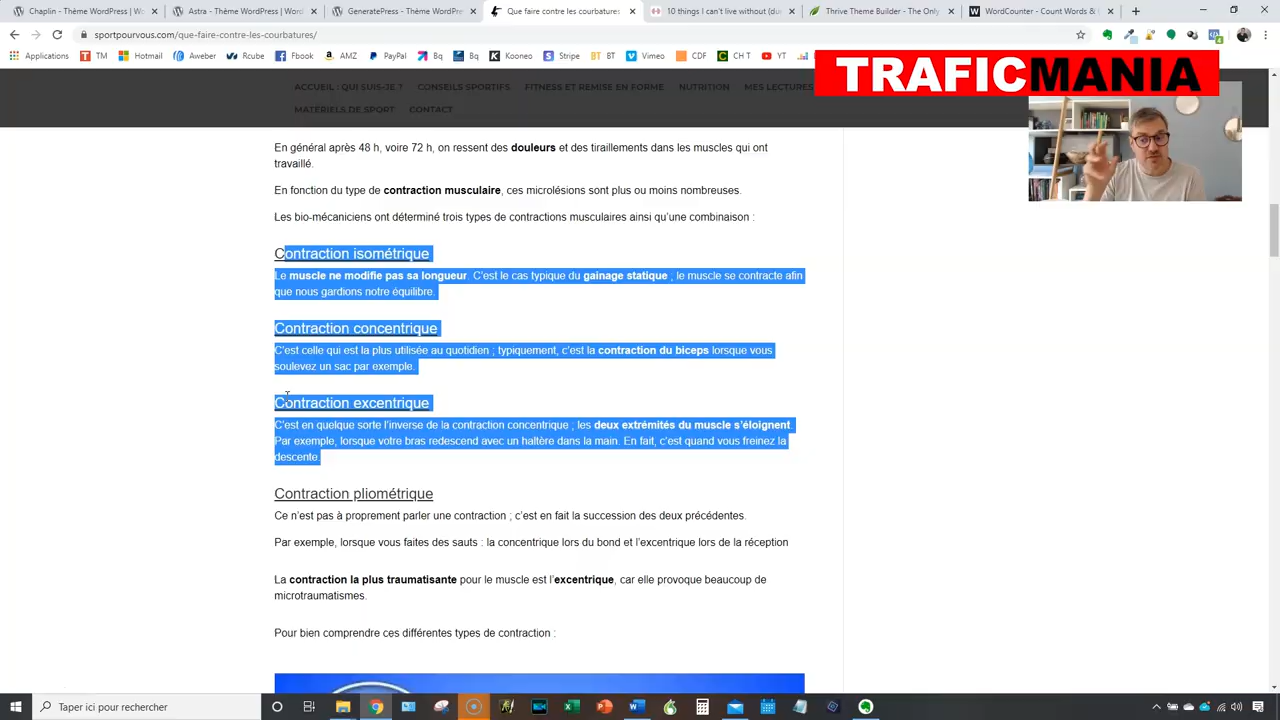 Chaplin - Thème WordPress | Wo
Astra - Thème WordPress | Word
GeneratePress - Thème WordPre
Que faire contre les courbatures
10 things I can't live without (du
Thrive Theme Builder - The Only
WordCounter - Count Words &
sportpourvous.com/que-faire-contre-les-courbatures/
Applications TM Hotmail Aweber Rcube Ebook AMZ PayPal Bq Bq Kooneo Stripe BT BT Vimeo CDF CH T YT
TRAFICMANIA
ACCUEIL : QUI SUIS-JE ? CONSEILS SPORTIFS FITNESS ET REMISE EN FORME NUTRITION MES LECTURES
MATÉRIELS DE SPORT CONTACT
En général après 48 h, voire 72 h, on ressent des douleurs et des tiraillements dans les muscles qui ont
travaillé.
En fonction du type de contraction musculaire, ces microlésions sont plus ou moins nombreuses.
Les bio-mécaniciens ont déterminé trois types de contractions musculaires ainsi qu'une combinaison :
Contraction isométrique
Le muscle ne modifie pas sa longueur. C'est le cas typique du gainage statique ; le muscle se contracte afin
que nous gardions notre équilibre.
Contraction concentrique
C'est celle qui est la plus utilisée au quotidien ; typiquement, c'est la contraction du biceps lorsque vous
soulevez un sac par exemple.
Contraction excentrique
C'est en quelque sorte l'inverse de la contraction concentrique ; les deux extrémités du muscle s'éloignent.
Par exemple, lorsque votre bras redescend avec un haltère dans la main. En fait, c'est quand vous freinez la
descente.
Contraction pliométrique
Ce n'est pas à proprement parler une contraction ; c'est en fait la succession des deux précédentes.
Par exemple, lorsque vous faites des sauts : la concentrique lors du bond et l'excentrique lors de la réception
La contraction la plus traumatisante pour le muscle est l'excentrique, car elle provoque beaucoup de
microtraumatismes.
Pour bien comprendre ces différentes types de contraction :
Taper ici pour rechercher